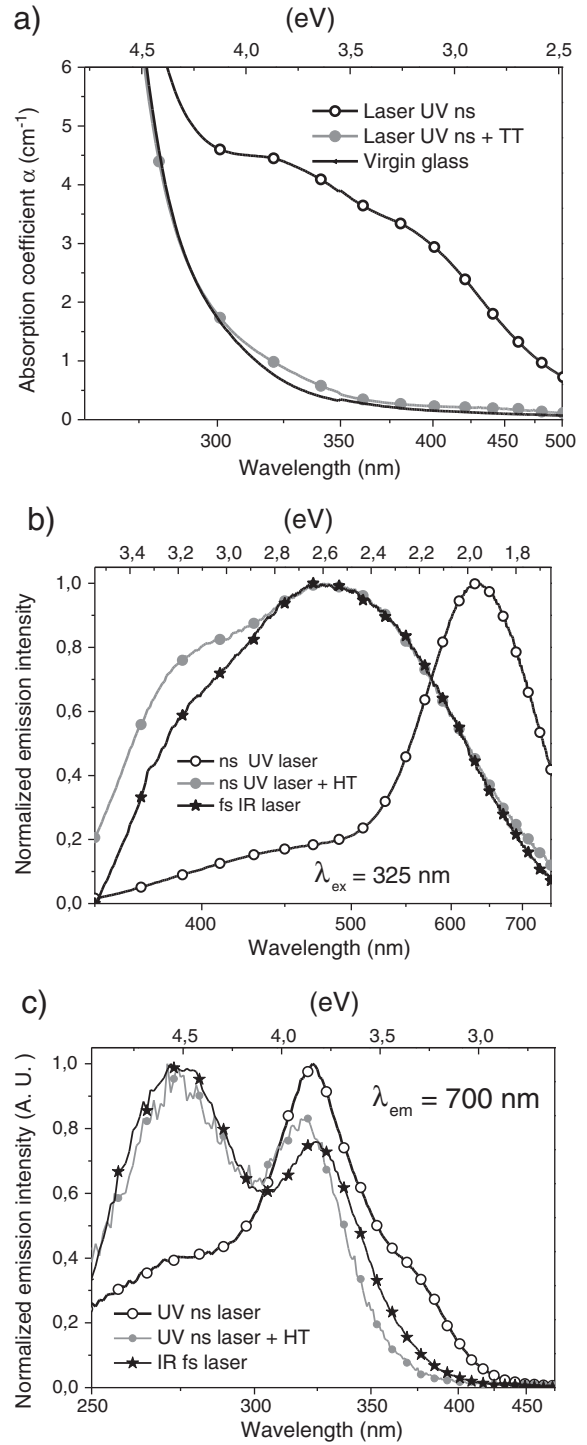 a)
(eV)
4,5 4,0 3,5 3,0 2,5
6
5
4
3
2
1
0
Absorption coefficient α (cm⁻¹)
Laser UV ns
Laser UV ns + TT
Virgin glass
300 350 400 450 500
Wavelength (nm)
b)
(eV)
3,4 3,2 3,0 2,8 2,6 2,4 2,2 2,0 1,8
1,0
0,8
0,6
0,4
0,2
0,0
Normalized emission intensity
ns UV laser
ns UV laser + HT
fs IR laser
λex = 325 nm
400 500 600 700
Wavelength (nm)
c)
(eV)
4,5 4,0 3,5 3,0
1,0
0,8
0,6
0,4
0,2
0,0
Normalized emission intensity (A. U. )
λem = 700 nm
UV ns laser
UV ns laser + HT
IR fs laser
250 300 350 400 450
Wavelength (nm)